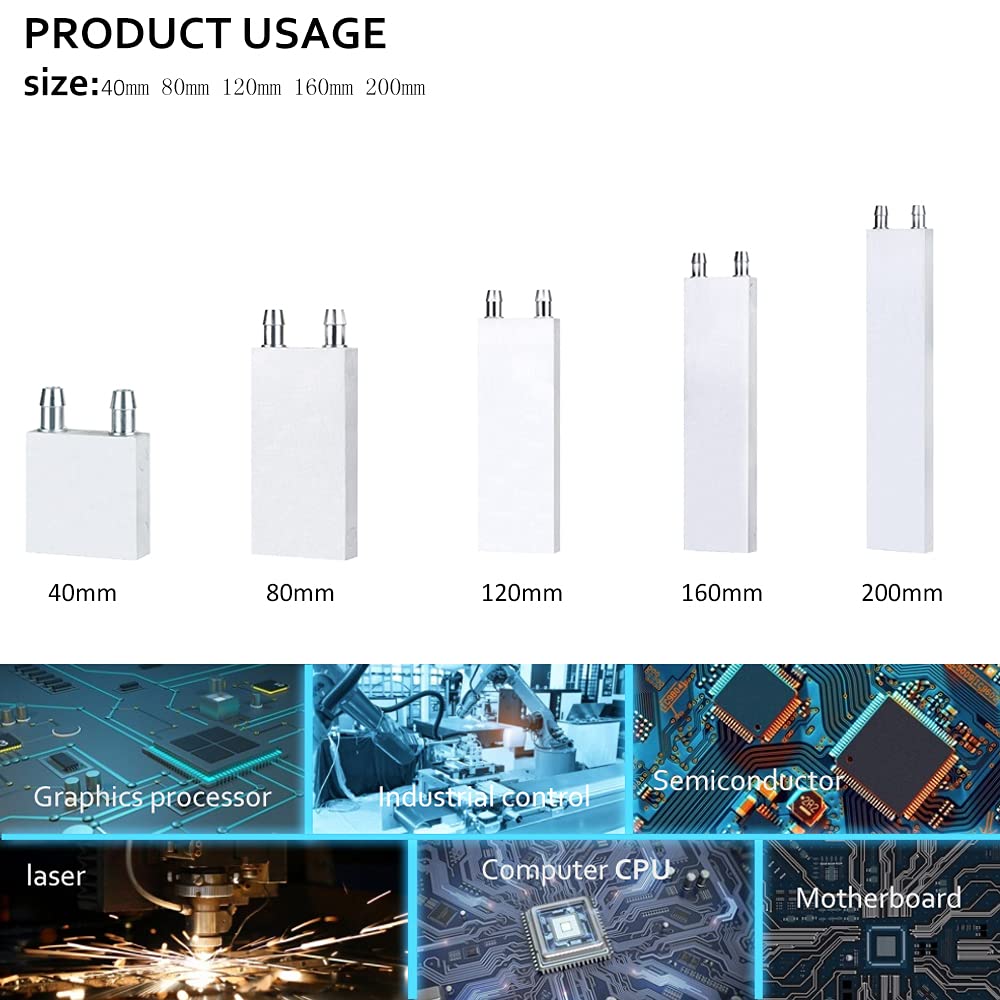 PRODUCT USAGE
size:40mm 80mm 120mm 160mm 200mm
40mm 80mm 120mm 160mm 200mm
Graphics processor
Industrial control
Semiconductor
laser
Computer CPU
Motherboard